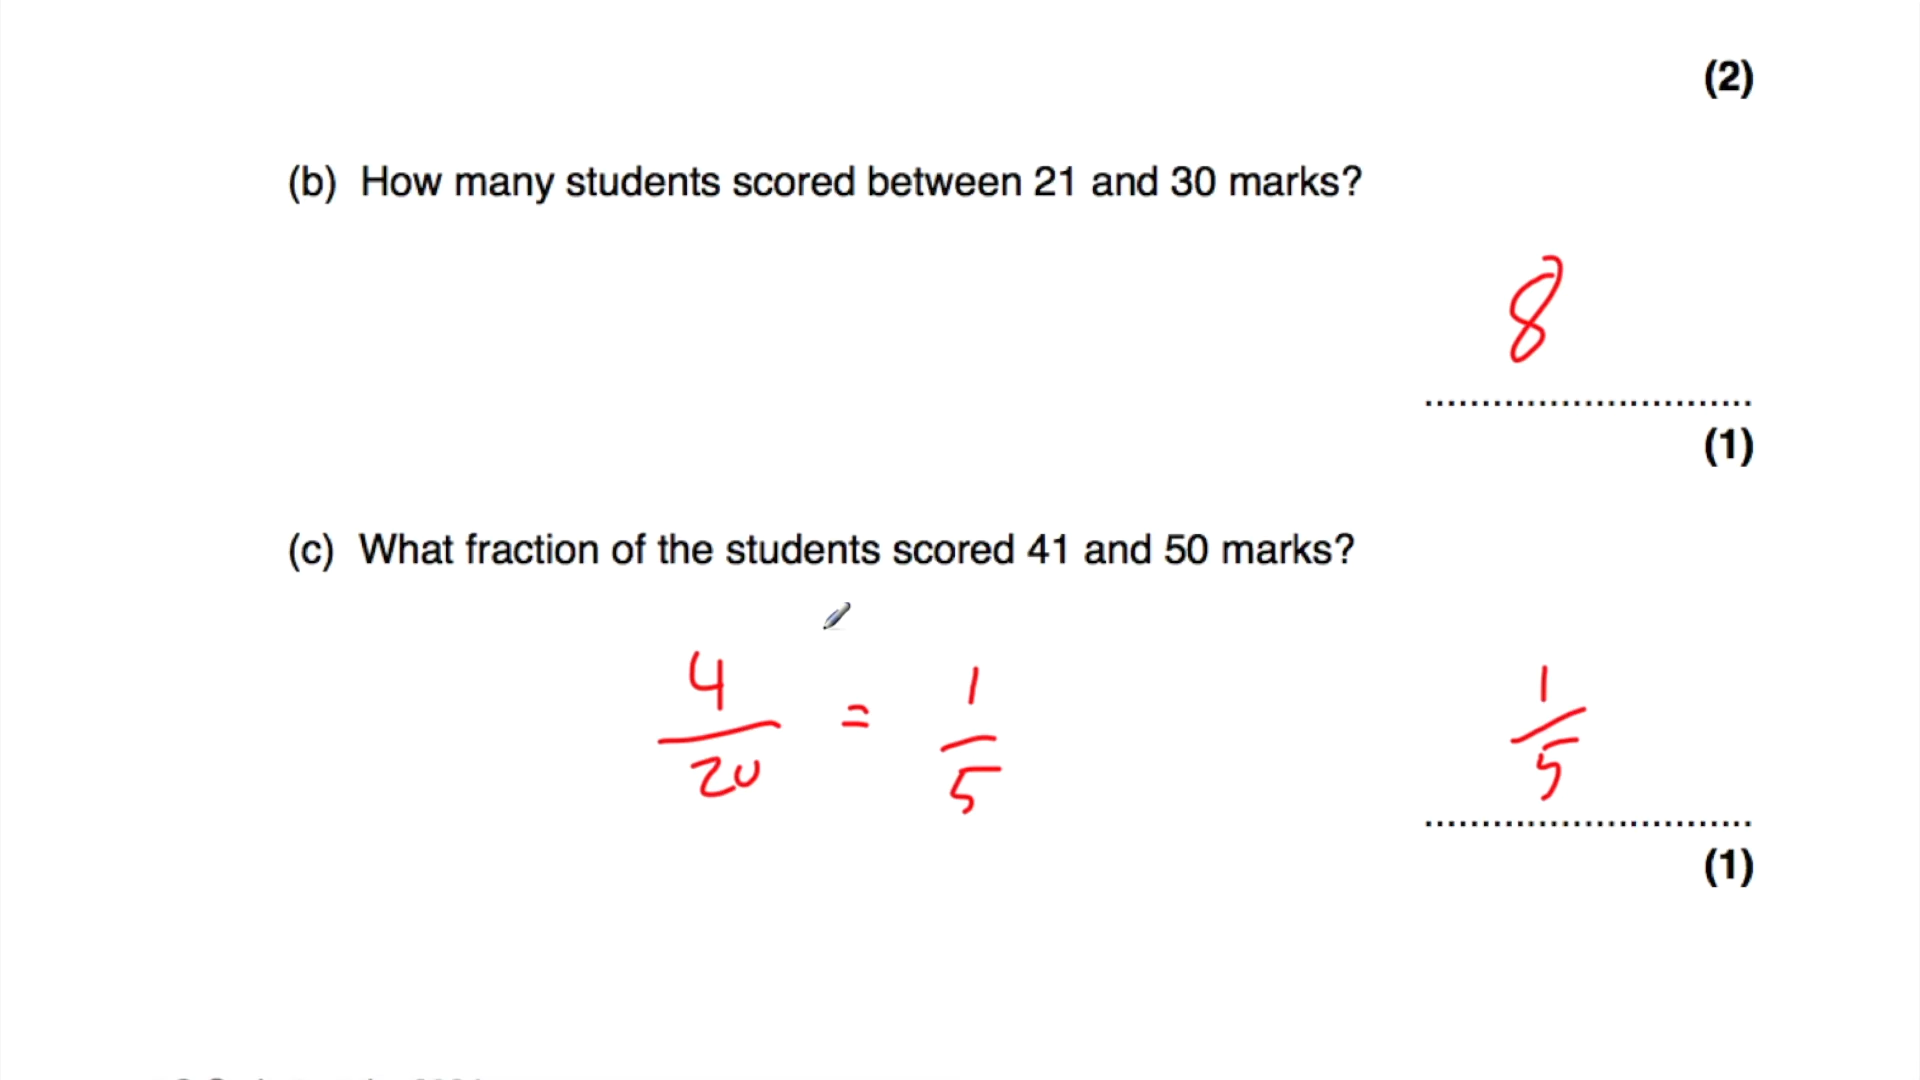 (2)
(b) How many students scored between 21 and 30 marks?
8
..............................
(1)
(c) What fraction of the students scored 41 and 50 marks?
4/20 = 1/5
1/5
..............................
(1)